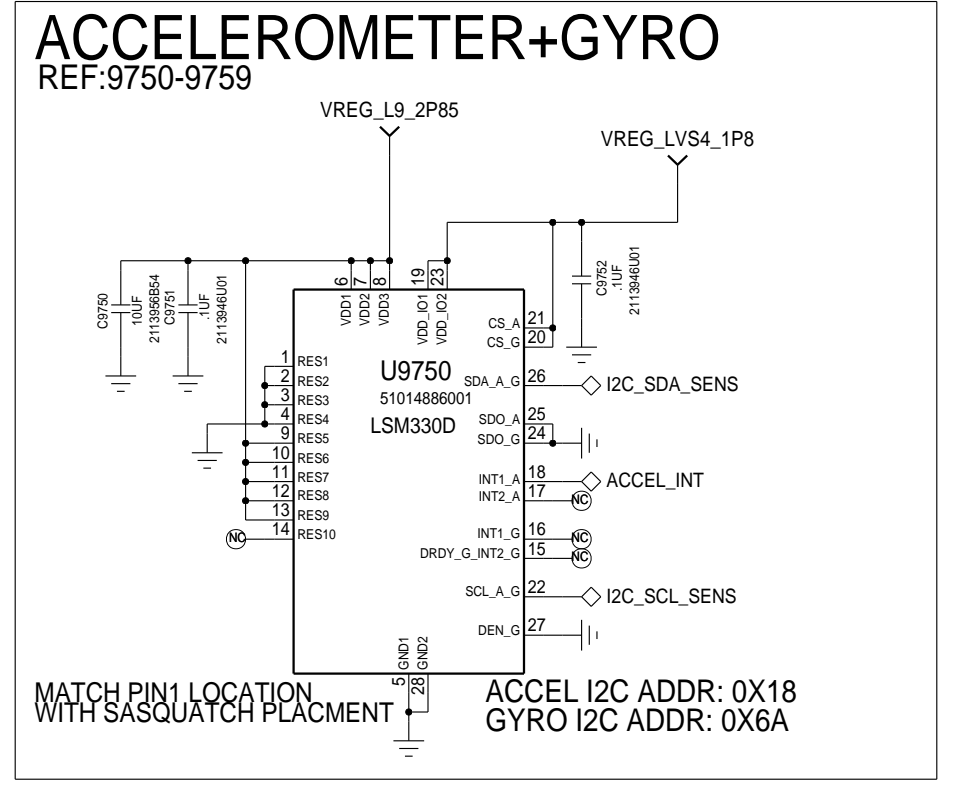 ACCELEROMETER+GYRO
REF:9750-9759
VREG_L9_2P85
VREG_LVS4_1P8
C9750
10UF
2113956B54
C9751
.1UF
2113946U01
C9752
.1UF
2113946U01
6
7
8
19
23
VDD1
VDD2
VDD3
VDD_IO1
VDD_IO2
U9750
51014886001
LSM330D
1 RES1
2 RES2
3 RES3
4 RES4
9 RES5
10 RES6
11 RES7
12 RES8
13 RES9
NC 14 RES10
CS_A 21
CS_G 20
SDA_A_G 26 I2C_SDA_SENS
SDO_A 25
SDO_G 24
INT1_A 18 ACCEL_INT
INT2_A 17 NC
INT1_G 16 NC
DRDY_G_INT2_G 15 NC
SCL_A_G 22 I2C_SCL_SENS
DEN_G 27
GND1
GND2
5
28
MATCH PIN1 LOCATION
WITH SASQUATCH PLACMENT
ACCEL I2C ADDR: 0X18
GYRO I2C ADDR: 0X6A